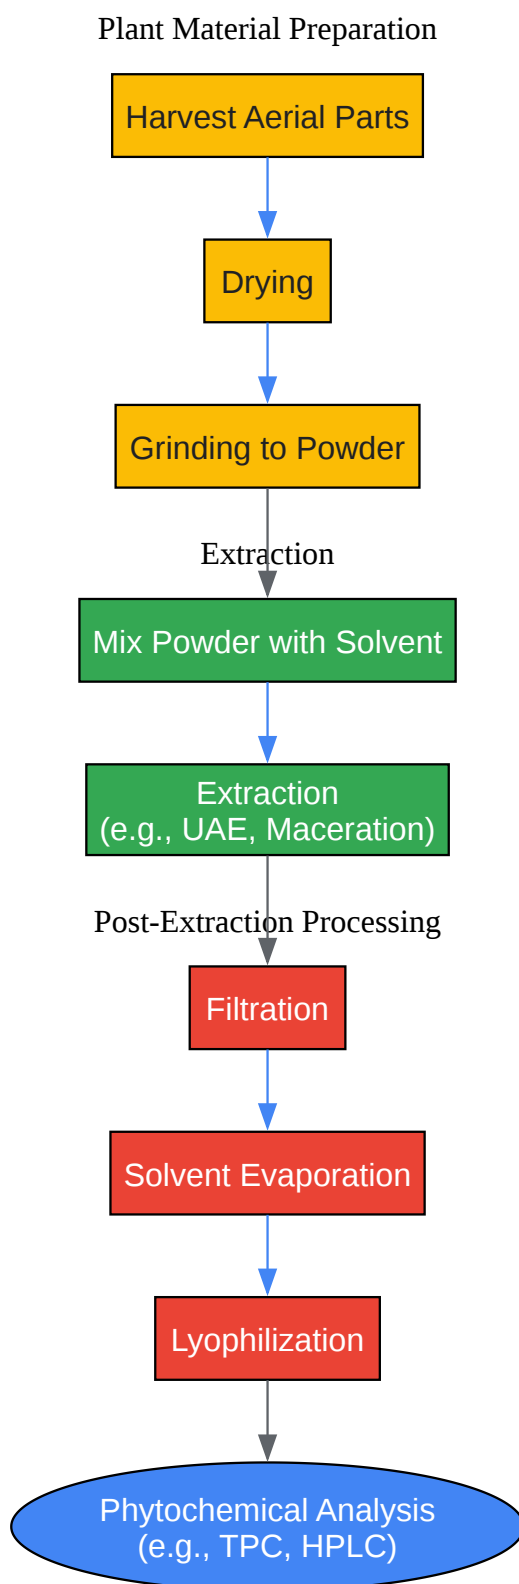 Plant Material Preparation
Harvest Aerial Parts
Drying
Grinding to Powder
Extraction
Mix Powder with Solvent
Extraction
(e.g., UAE, Maceration)
Post-Extraction Processing
Filtration
Solvent Evaporation
Lyophilization
Phytochemical Analysis
(e.g., TPC, HPLC)